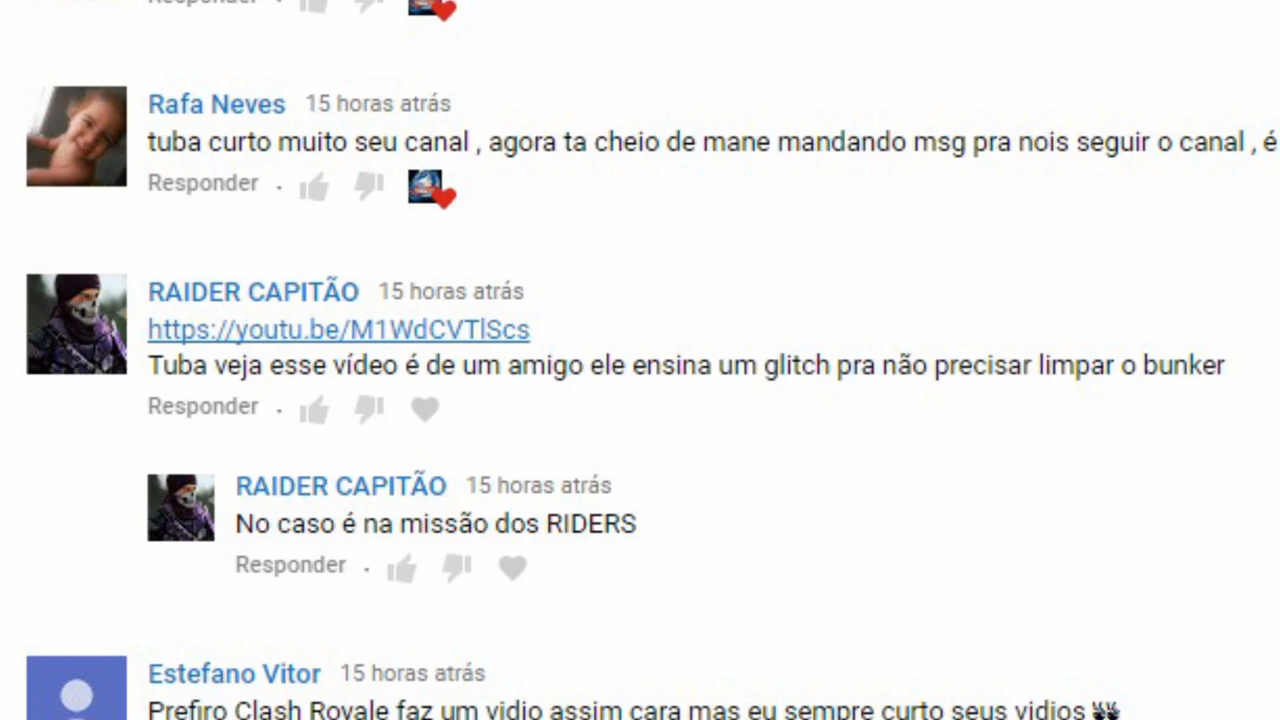 Responder
Rafa Neves 15 horas atrás
tuba curto muito seu canal , agora ta cheio de mane mandando msg pra nois seguir o canal , é
Responder ·
RAIDER CAPITÃO 15 horas atrás
https://youtu.be/M1WdCVTlScs
Tuba veja esse vídeo é de um amigo ele ensina um glitch pra não precisar limpar o bunker
Responder ·
RAIDER CAPITÃO 15 horas atrás
No caso é na missão dos RIDERS
Responder ·
Estefano Vitor 15 horas atrás
Prefiro Clash Royale faz um vidio assim cara mas eu sempre curto seus vidios